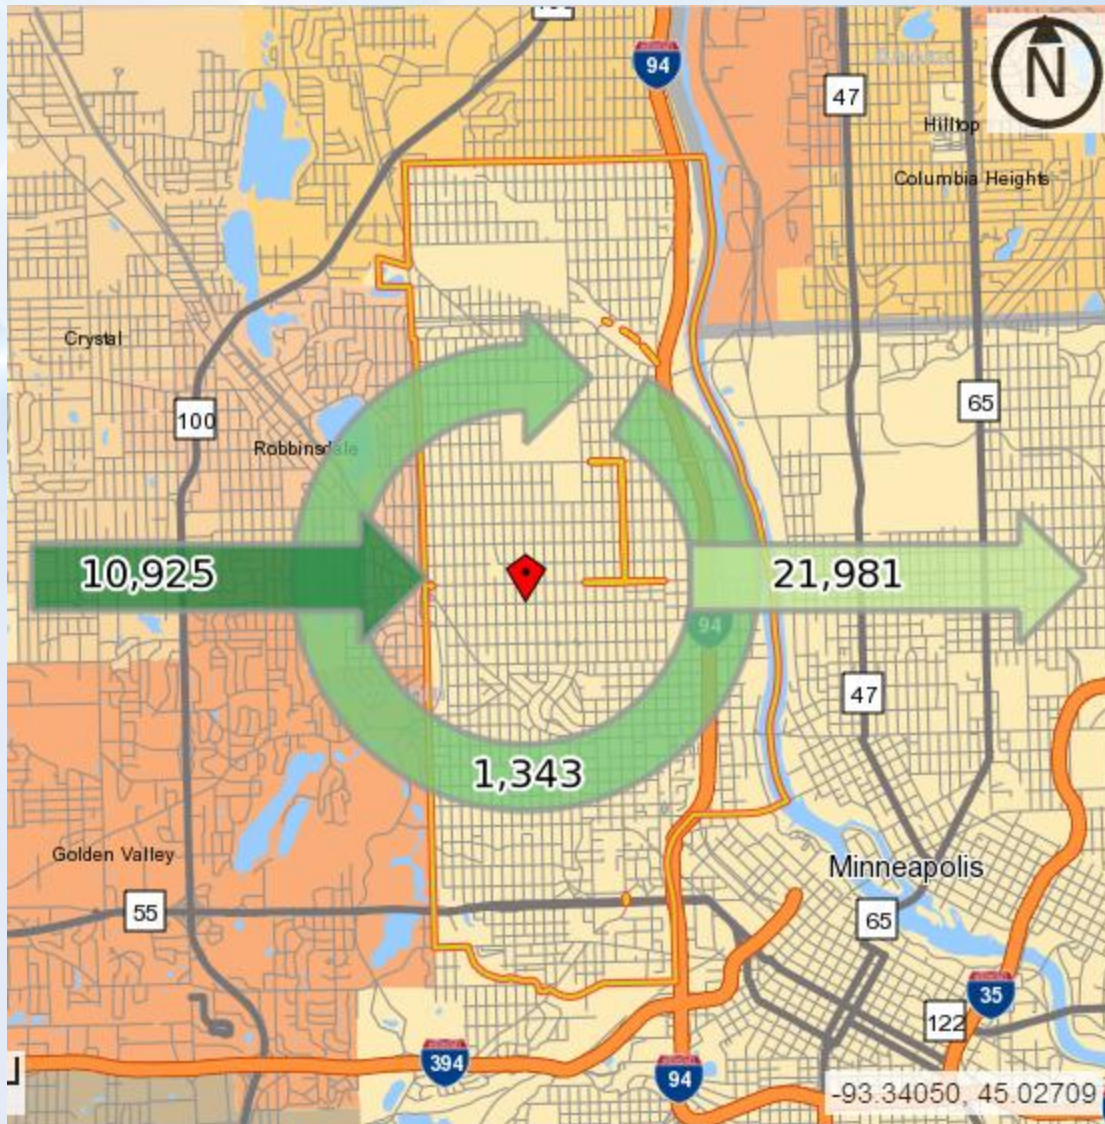 94
47
N
Hilltop
Columbia Heights
Crystal
100
65
Robbinsdale
10,925
21,981
94
47
1,343
Golden Valley
Minneapolis
55
65
35
122
394
94
-93.34050, 45.02709